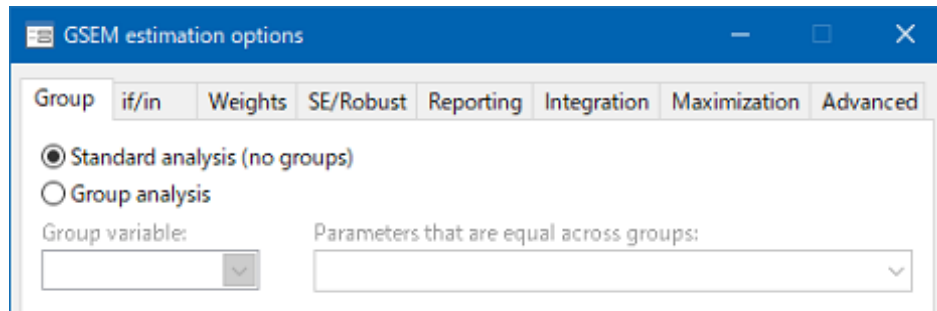 GSEM estimation options
Group if/in Weights SE/Robust Reporting Integration Maximization Advanced
Standard analysis (no groups)
Group analysis
Group variable: Parameters that are equal across groups: